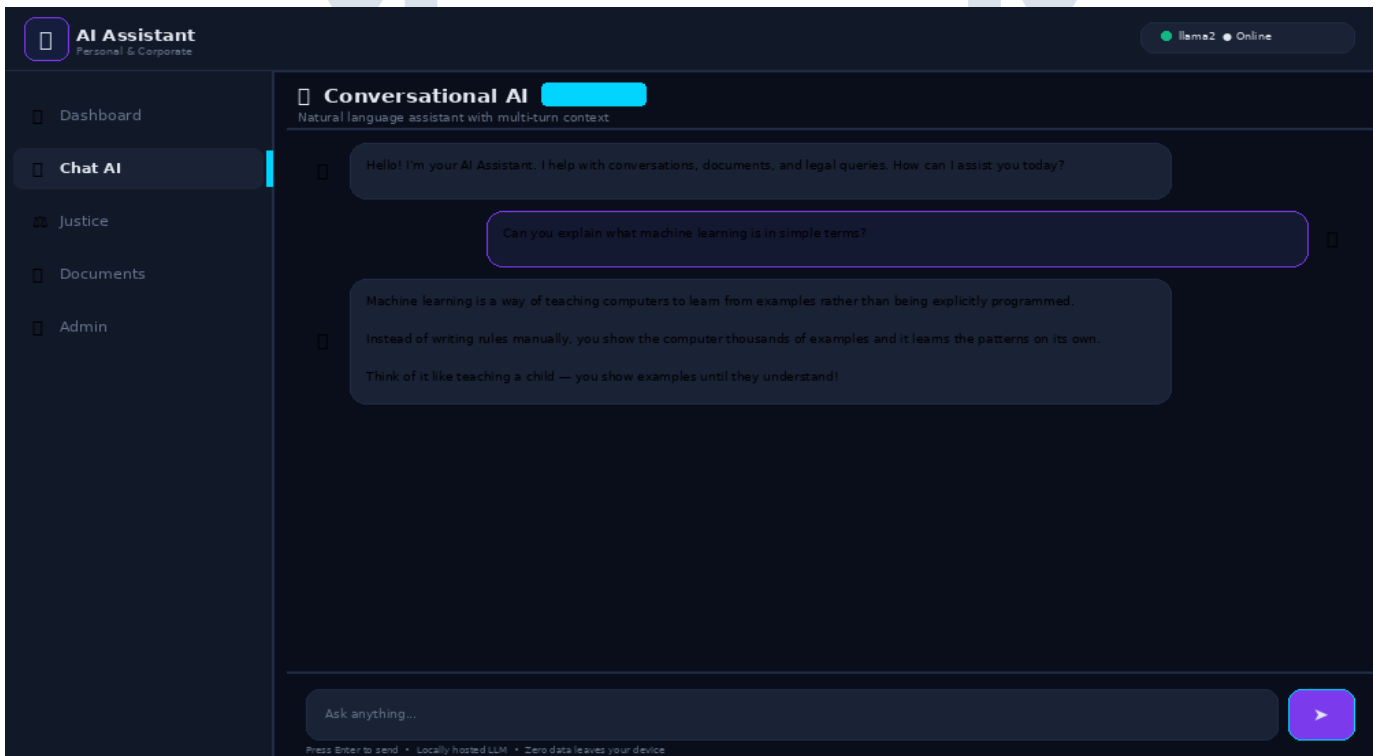 AI Assistant
Personal & Corporate
llama2 ● Online
Dashboard
Chat AI
Justice
Documents
Admin
Conversational AI
Natural language assistant with multi-turn context
Hello! I'm your AI Assistant. I help with conversations, documents, and legal queries. How can I assist you today?
Can you explain what machine learning is in simple terms?
Machine learning is a way of teaching computers to learn from examples rather than being explicitly programmed.
Instead of writing rules manually, you show the computer thousands of examples and it learns the patterns on its own.
Think of it like teaching a child — you show examples until they understand!
Ask anything...
Press Enter to send • Locally hosted LLM • Zero data leaves your device